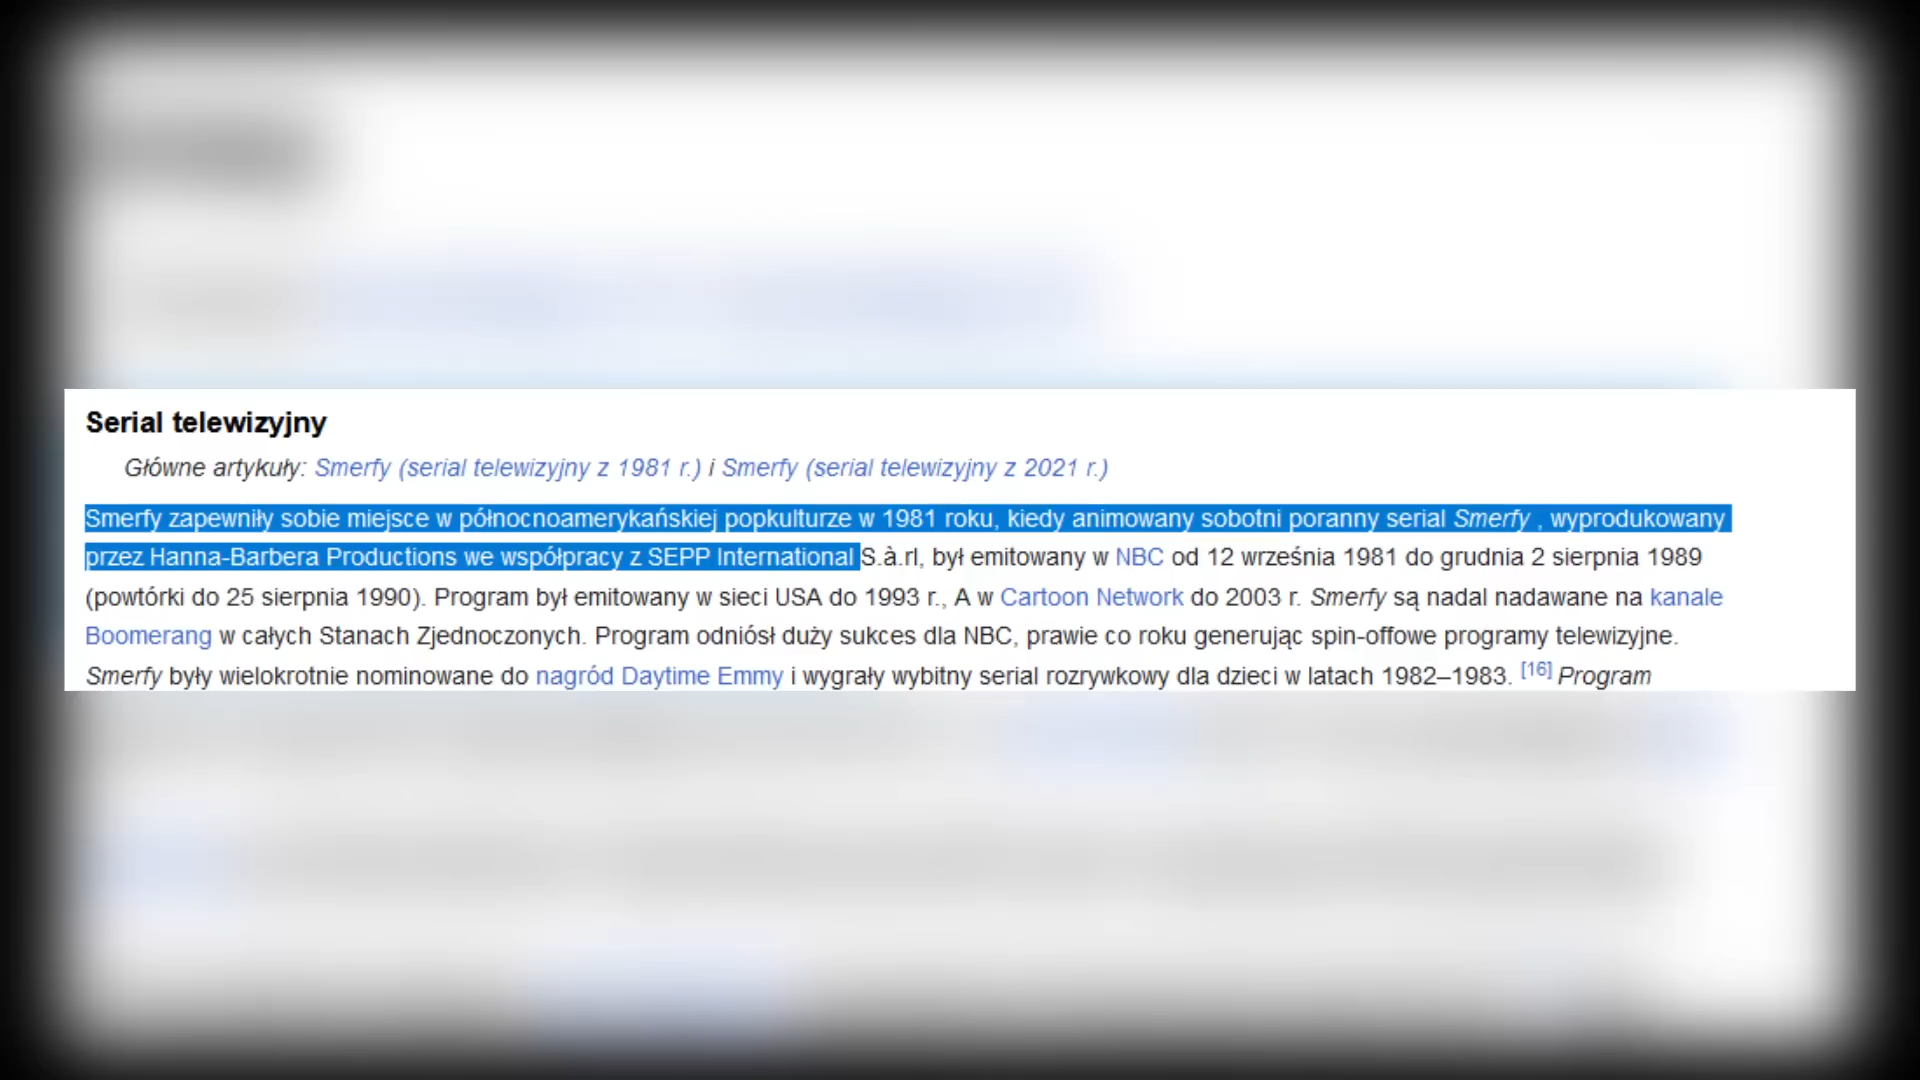 Serial telewizyjny
Główne artykuły: Smerfy (serial telewizyjny z 1981 r.) i Smerfy (serial telewizyjny z 2021 r.)
Smerfy zapewniły sobie miejsce w północnoamerykańskiej popkulturze w 1981 roku, kiedy animowany sobotni poranny serial Smerfy , wyprodukowany
przez Hanna-Barbera Productions we współpracy z SEPP International S.à.rl, był emitowany w NBC od 12 września 1981 do grudnia 2 sierpnia 1989
(powtórki do 25 sierpnia 1990). Program był emitowany w sieci USA do 1993 r., A w Cartoon Network do 2003 r. Smerfy są nadal nadawane na kanale
Boomerang w całych Stanach Zjednoczonych. Program odniósł duży sukces dla NBC, prawie co roku generując spin-offowe programy telewizyjne.
Smerfy były wielokrotnie nominowane do nagród Daytime Emmy i wygrały wybitny serial rozrywkowy dla dzieci w latach 1982–1983. [16] Program